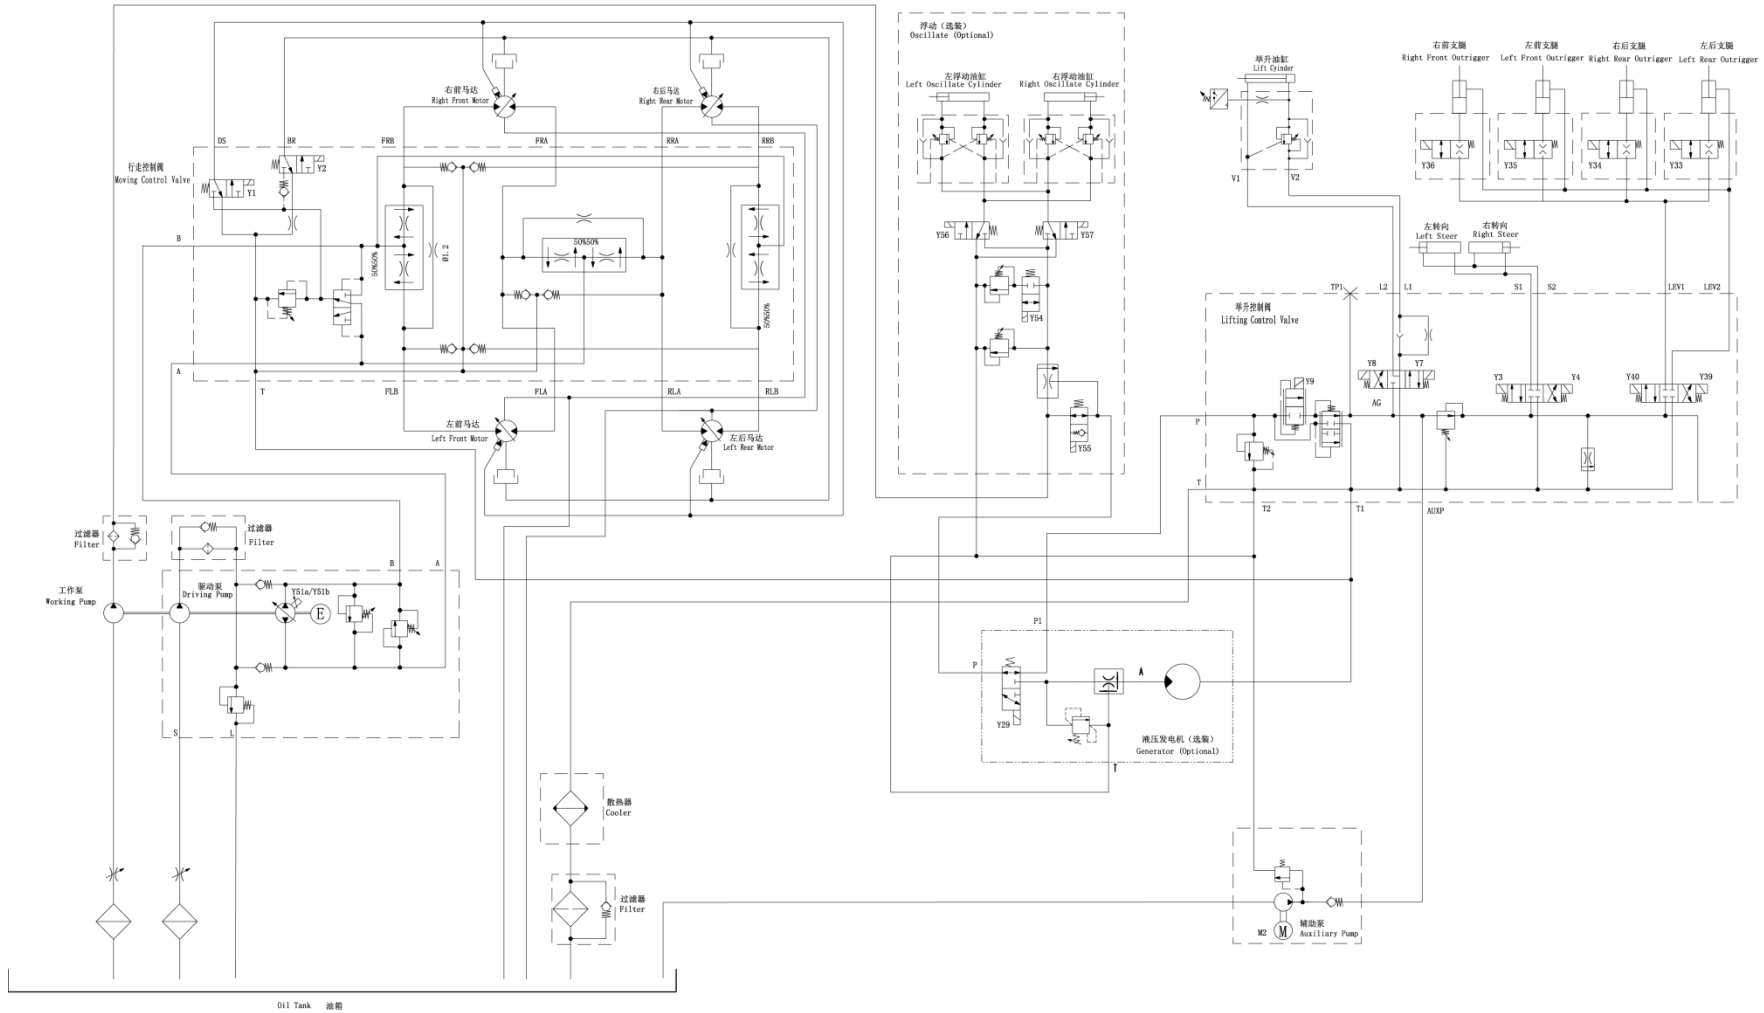 浮动（选装）
Oscillate (Optional)
左浮动油缸
Left Oscillate Cylinder
右浮动油缸
Right Oscillate Cylinder
举升油缸
Lift Cyinder
右前支腿
Right Front Outrigger
左前支腿
Left Front Outrigger
右后支腿
Right Rear Outrigger
左后支腿
Left Rear Outrigger
右前马达
Right Front Motor
右后马达
Right Rear Motor
DS
BR
FRB
FRA
RRA
RRB
行走控制阀
Moving Control Valve
Y1
Y2
Y36
Y35
Y34
Y33
V1
V2
B
50%50%
Ø1.2
50%50%
50%50%
Y56
Y57
左转向
Left Steer
右转向
Right Steer
Y54
TP1
L2
L1
S1
S2
LEV1
LEV2
举升控制阀
Lifting Control Valve
A
T
FLB
FLA
RLA
RLB
Y8
Y7
Y9
Y3
Y4
Y40
Y39
AG
P
左前马达
Left Front Motor
左后马达
Left Rear Motor
Y55
T
T2
T1
AUXP
过滤器
Filter
过滤器
Filter
B
A
工作泵
Working Pump
驱动泵
Driving Pump
Y51a/Y51b
E
P1
P
A
Y29
液压发电机（选装）
Generator (Optional)
T
S
L
散热器
Cooler
过滤器
Filter
M2
M
辅助泵
Auxiliary Pump
Oil Tank 油箱